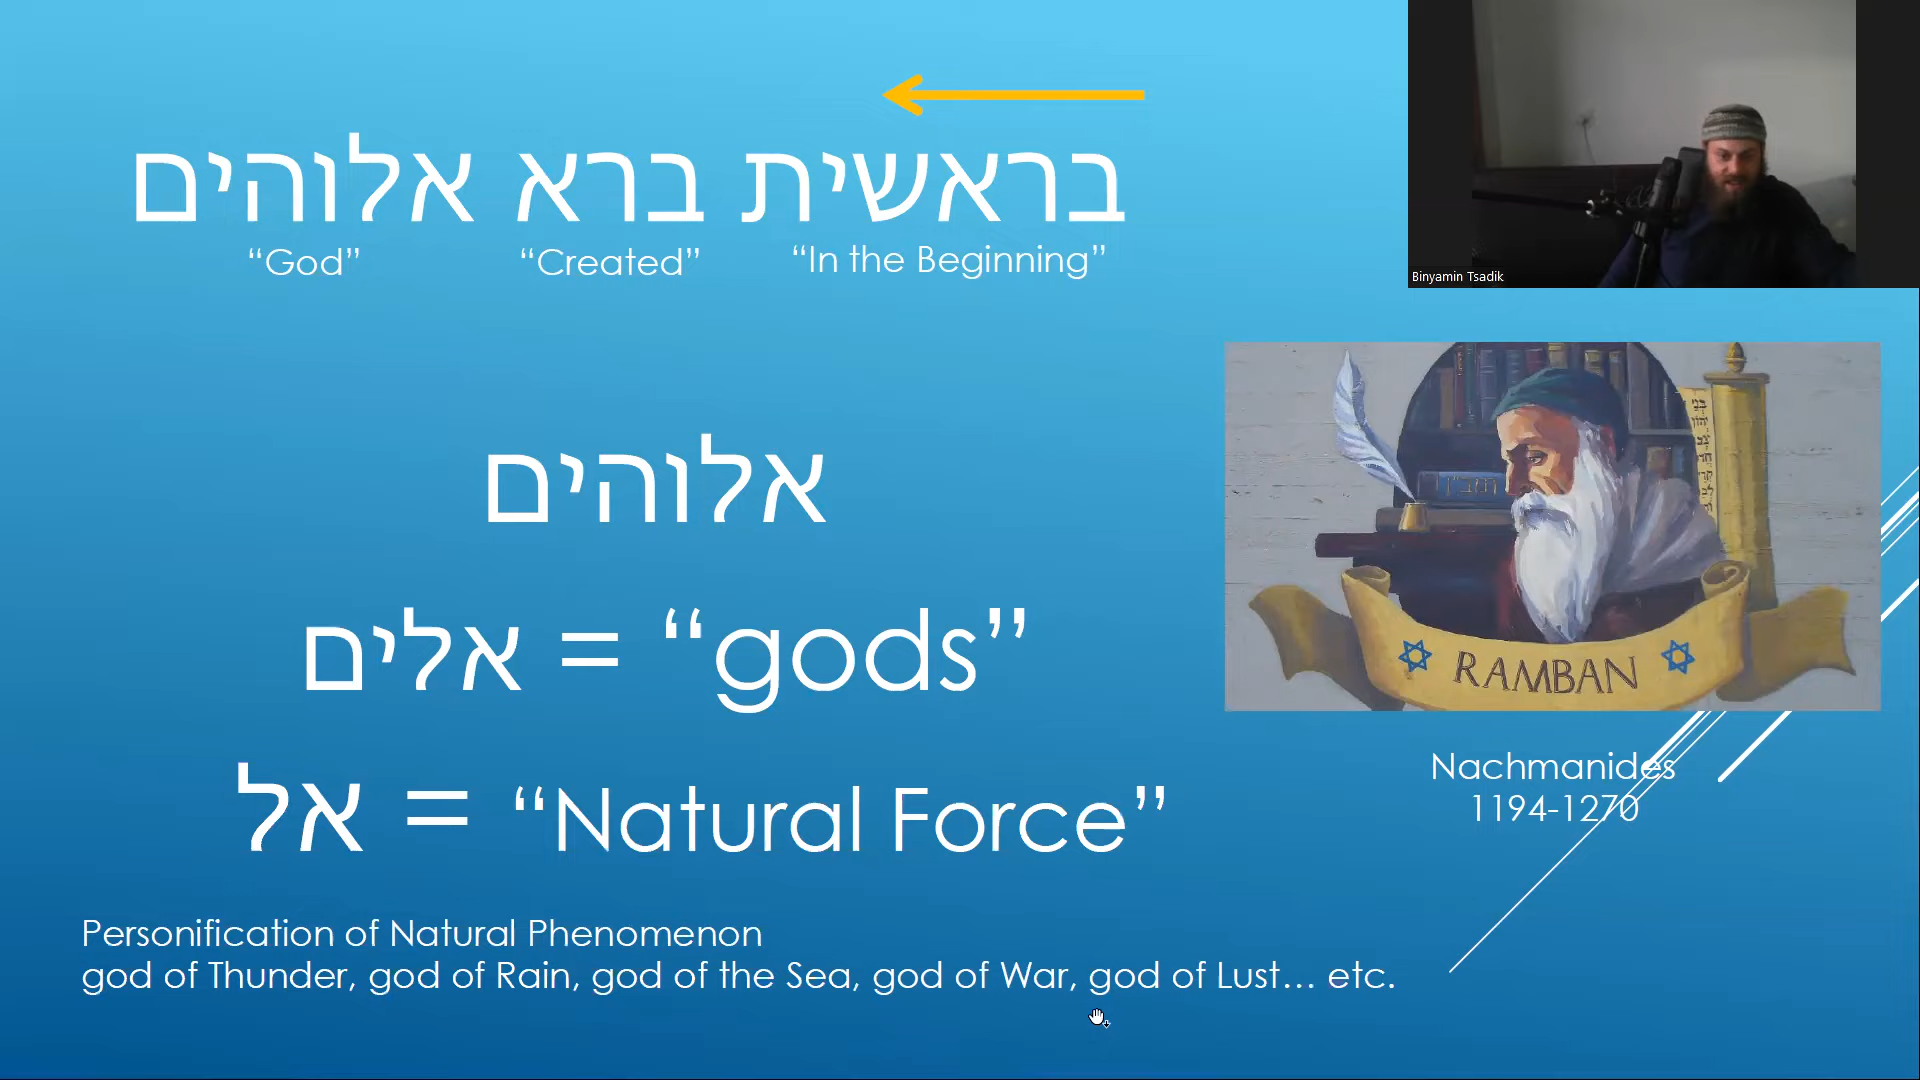 בראשית ברא אלוהים
“In the Beginning” “Created” “God”
Binyamin Tsadik
אלוהים
אלים = “gods”
אל = “Natural Force”
Personification of Natural Phenomenon
god of Thunder, god of Rain, god of the Sea, god of War, god of Lust... etc.
רמב"ן
RAMBAN
Nachmanides
1194-1270